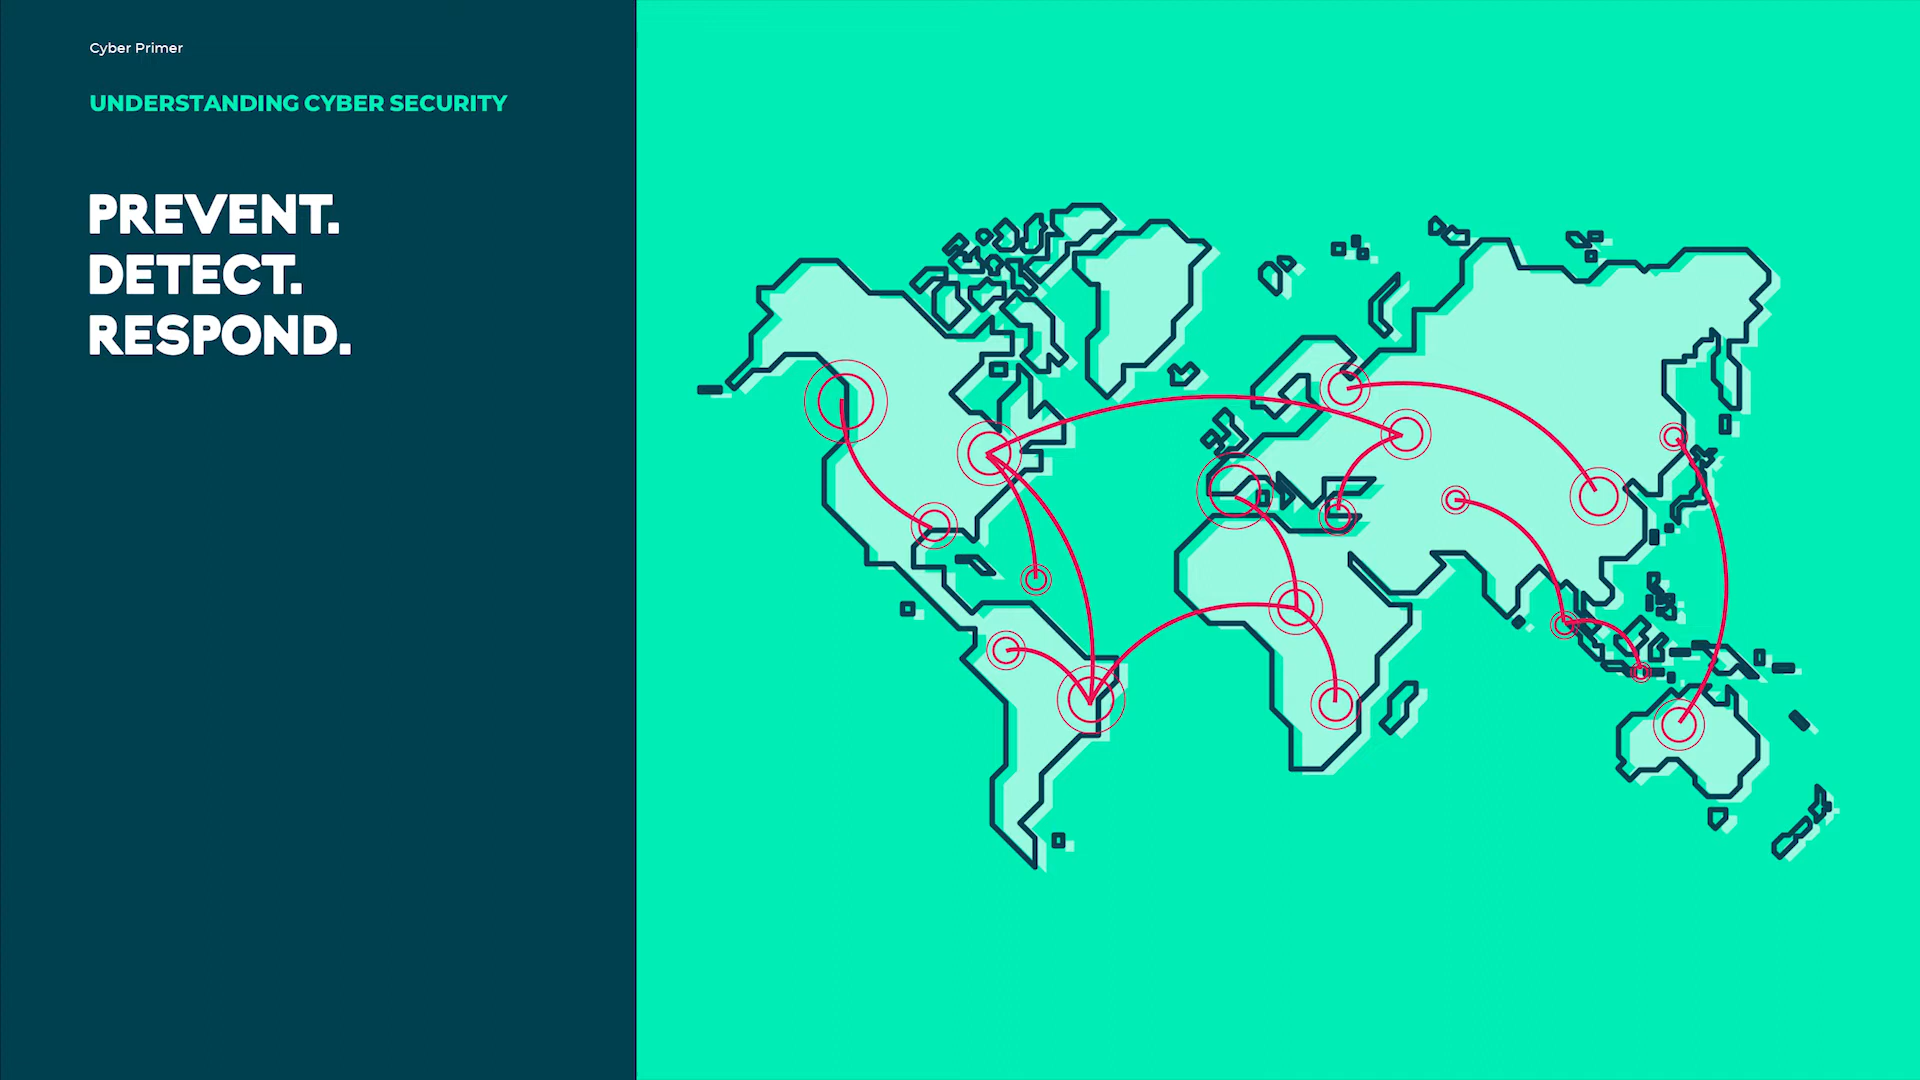 Cyber Primer
UNDERSTANDING CYBER SECURITY
PREVENT.
DETECT.
RESPOND.